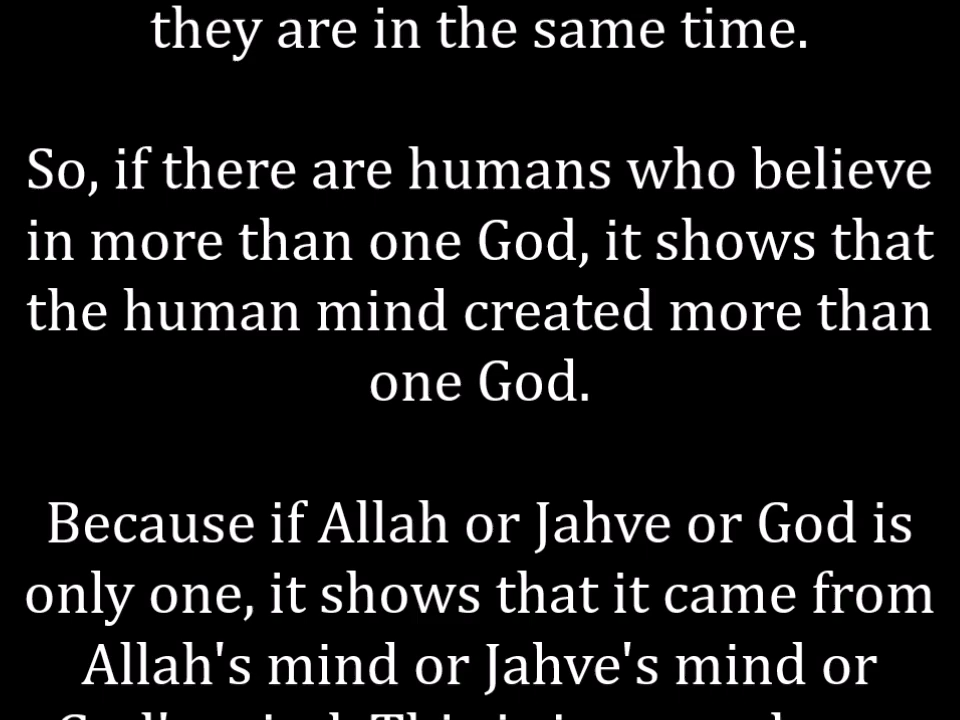 they are in the same time.
So, if there are humans who believe
in more than one God, it shows that
the human mind created more than
one God.
Because if Allah or Jahve or God is
only one, it shows that it came from
Allah's mind or Jahve's mind or